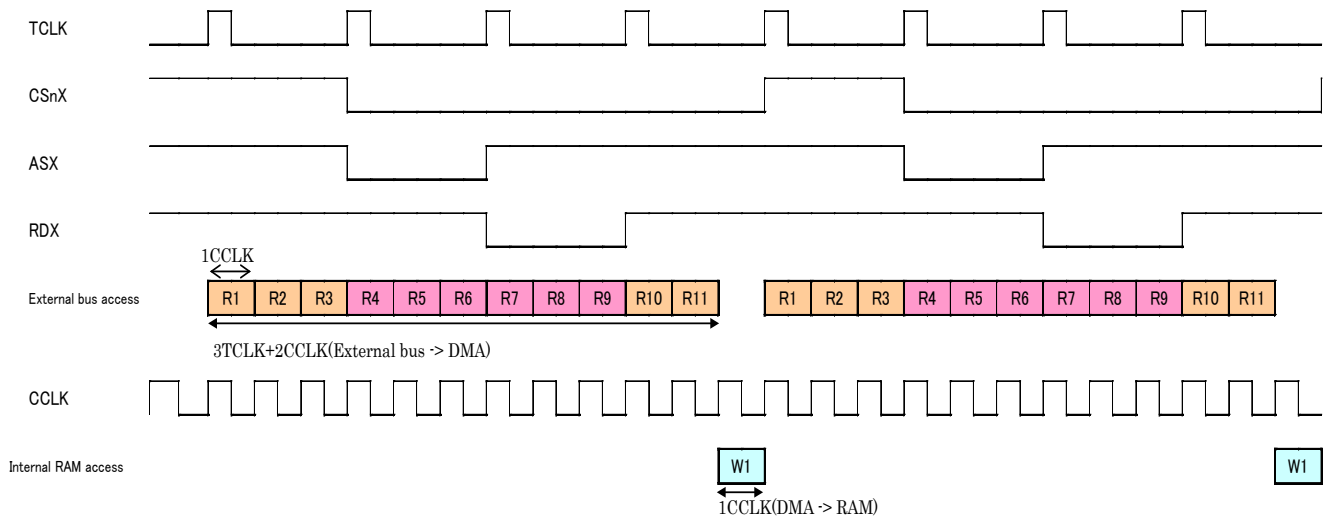 TCLK
CSnX
ASX
RDX
1CCLK
External bus access R1 R2 R3 R4 R5 R6 R7 R8 R9 R10 R11 R1 R2 R3 R4 R5 R6 R7 R8 R9 R10 R11
3TCLK+2CCLK(External bus -> DMA)
CCLK
Internal RAM access W1 W1
1CCLK(DMA -> RAM)